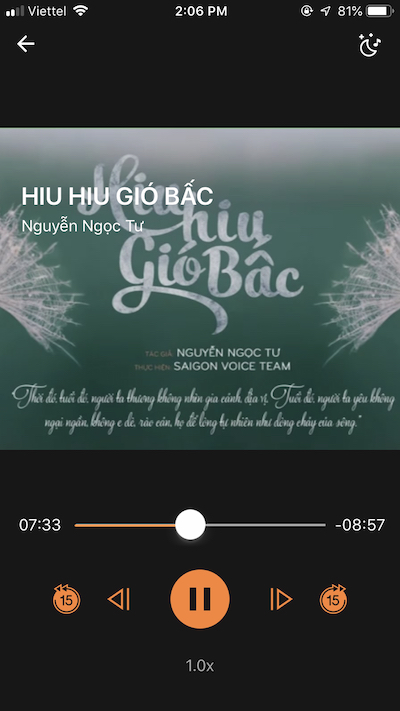 Viettel 2:06 PM 81%
HIU HIU GIÓ BẤC
Nguyễn Ngọc Tư
Hiu
hiu
Gió Bấc
TÁC GIẢ: NGUYỄN NGỌC TƯ
THỰC HIỆN: SAIGON VOICE TEAM
"Thời đó, tuổi đó, người ta thương không nhìn gia cảnh, địa vị. Tuổi đó, người ta yêu không
ngại ngần, không e dè, rào cản, họ để lòng tự nhiên như dòng chảy của sông."
07:33 -08:57
15 15
1.0x